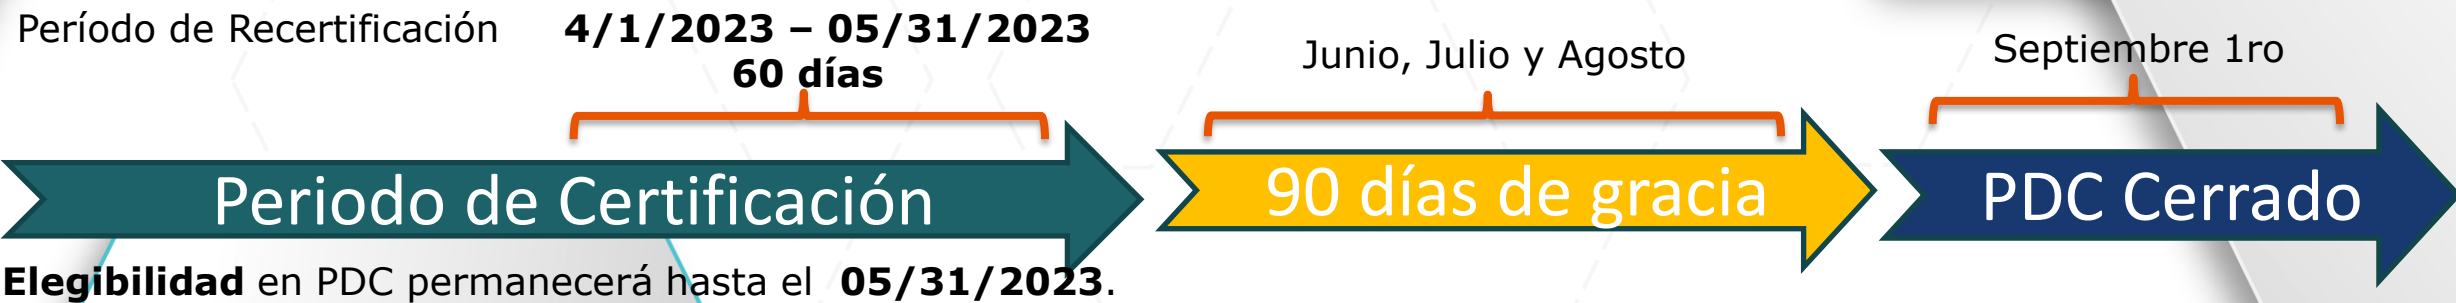 Período de Recertificación
4/1/2023 – 05/31/2023
60 días
Junio, Julio y Agosto
Septiembre 1ro
Periodo de Certificación
90 días de gracia
PDC Cerrado
Elegibilidad en PDC permanecerá hasta el 05/31/2023.